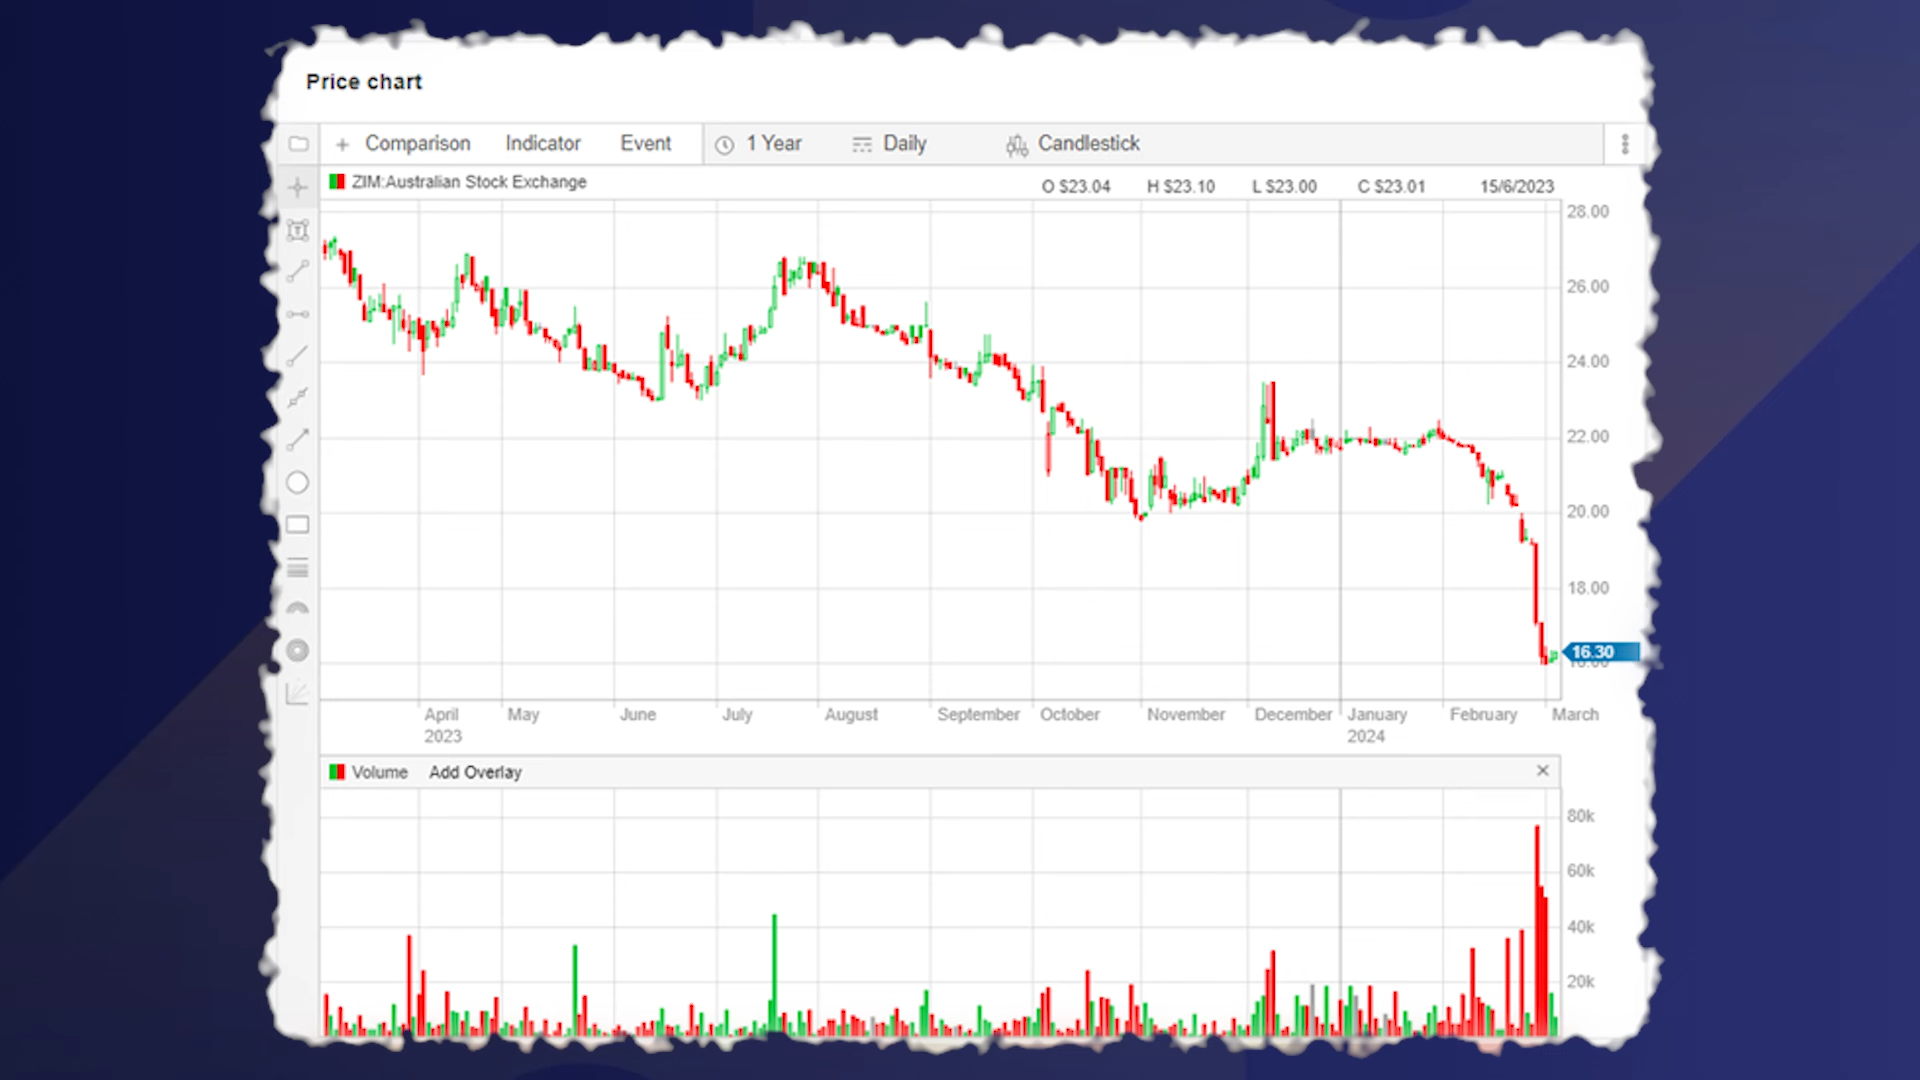 Price chart
+ Comparison Indicator Event 1 Year Daily Candlestick
ZIM:Australian Stock Exchange O $23.04 H $23.10 L $23.00 C $23.01 15/6/2023
28.00
26.00
24.00
22.00
20.00
18.00
16.30
16.00
April May June July August September October November December January February March
2023 2024
Volume Add Overlay
80k
60k
40k
20k